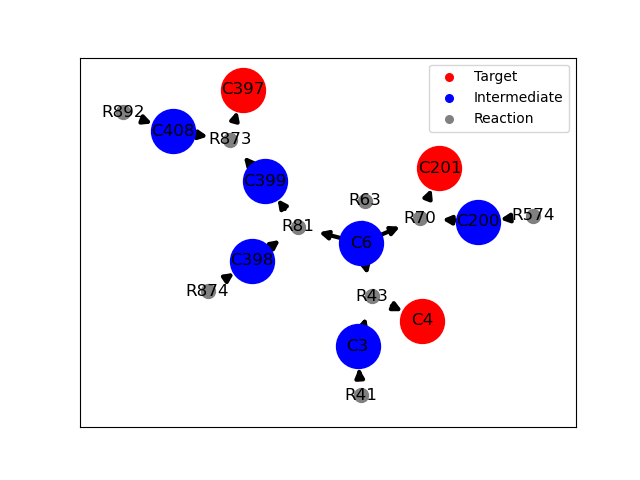 Target
Intermediate
Reaction
C397
R892
C408
R873
C201
C399
R63
R70
C200
R574
R81
C6
C398
R874
R43
C4
C3
R41